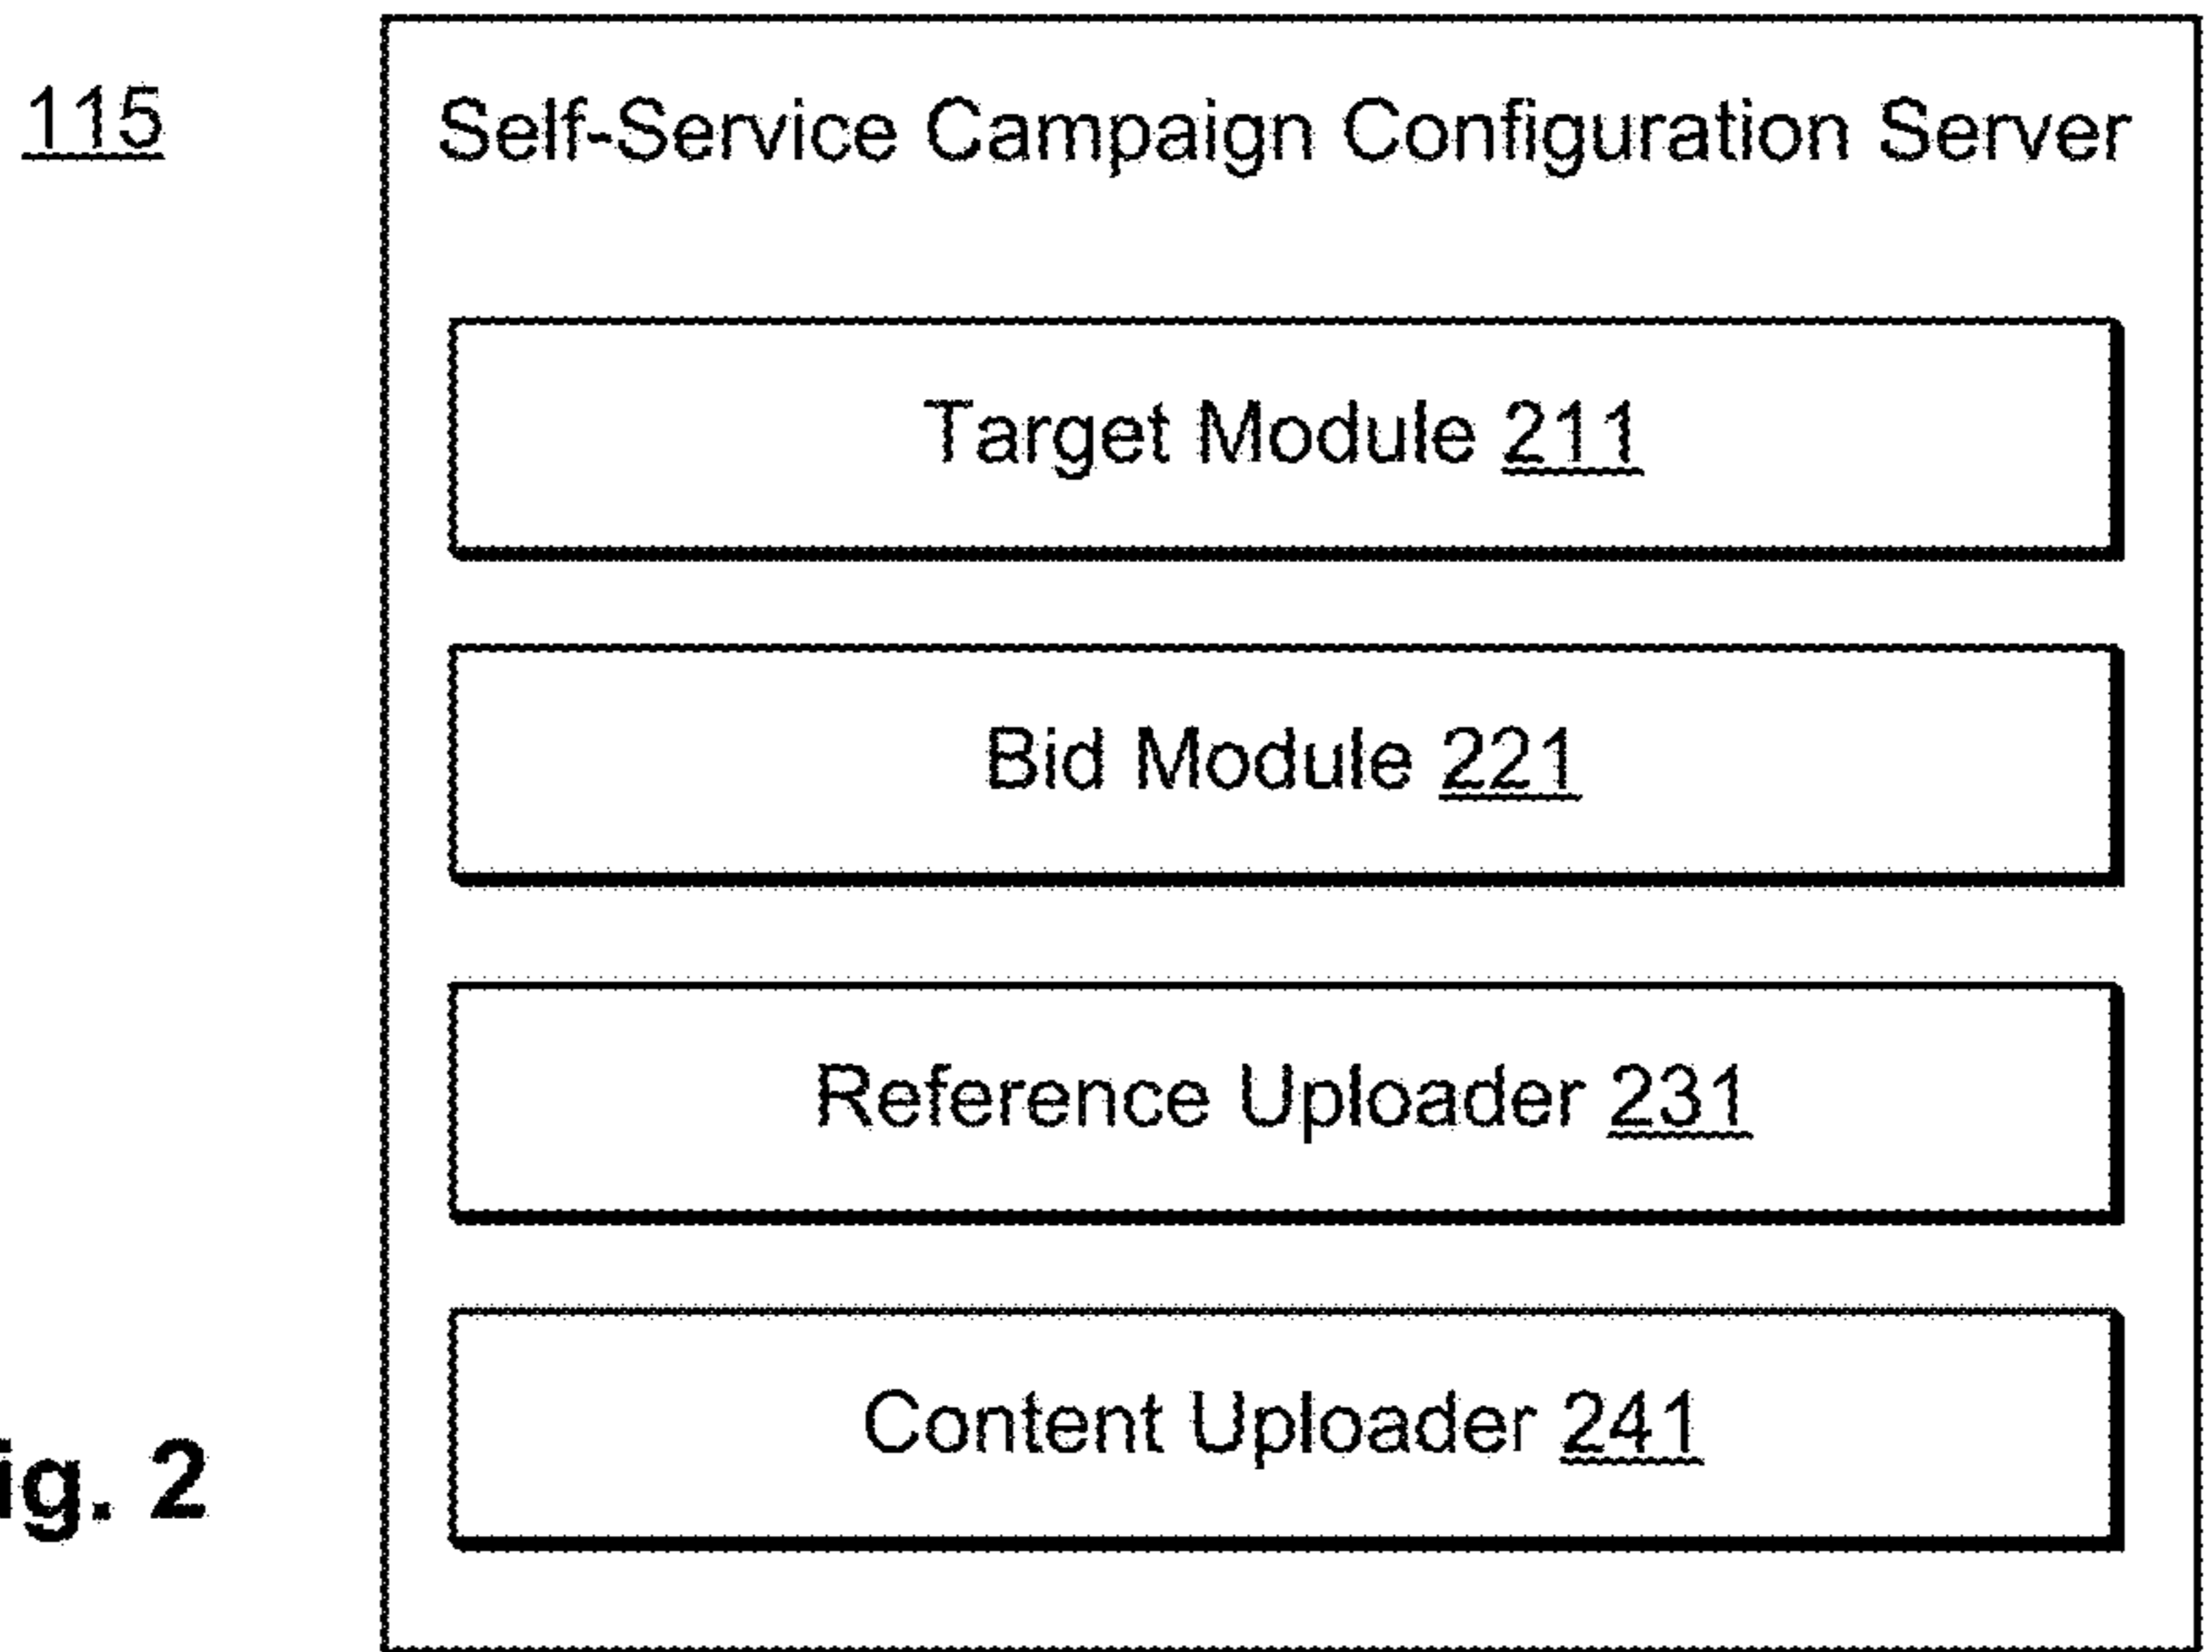 115
Self-Service Campaign Configuration Server
Target Module 211
Bid Module 221
Reference Uploader 231
Content Uploader 241
ig. 2